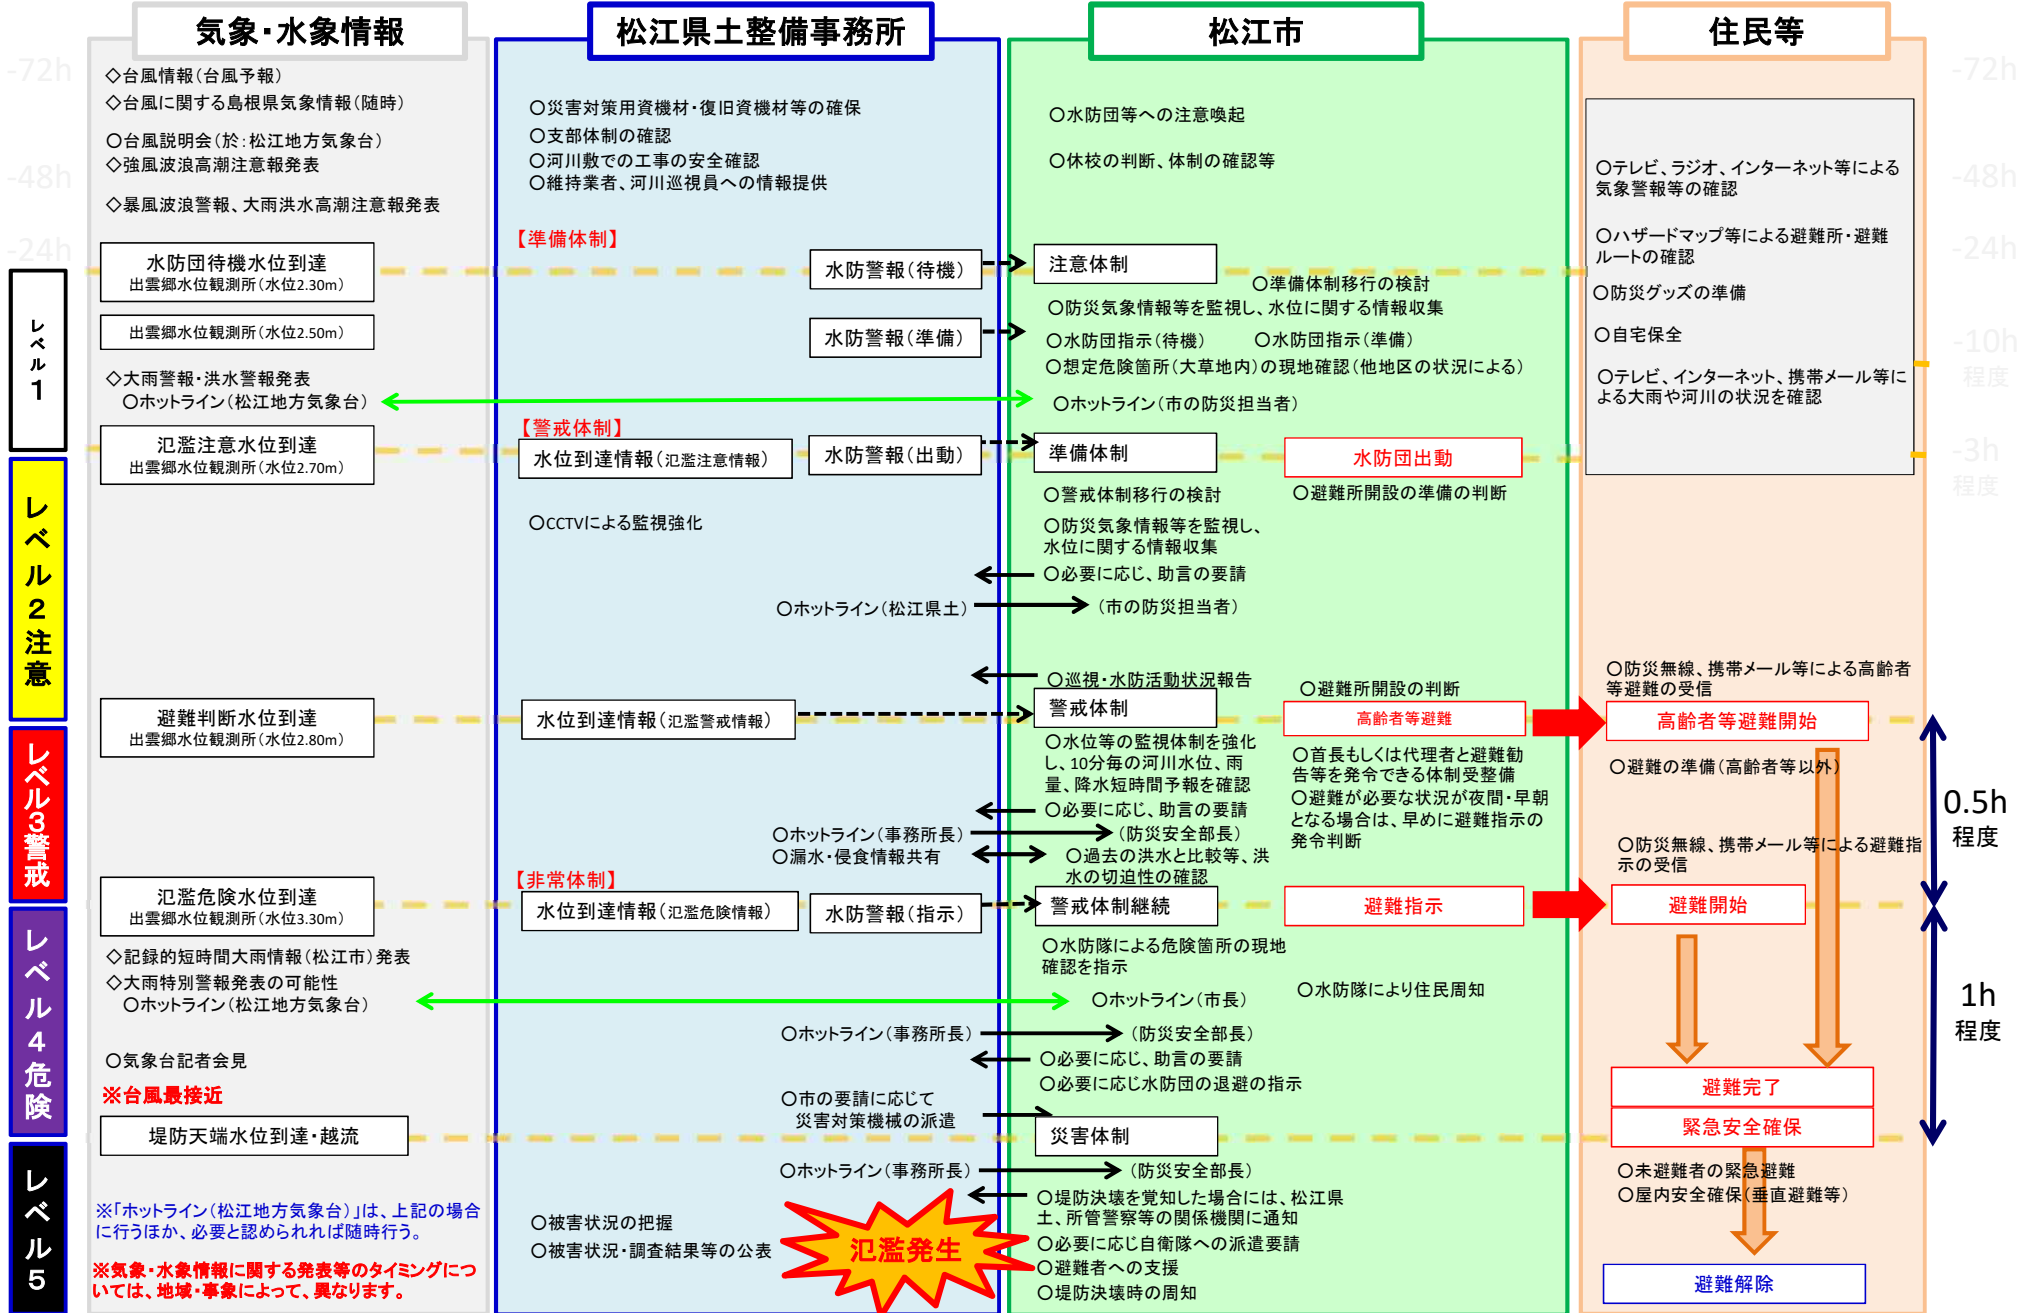 気象・水象情報
松江県土整備事務所
松江市
住民等
-72h
-48h
-24h
レベル1
レベル2注意
レベル3警戒
レベル4危険
レベル5
◇台風情報（台風予報）
◇台風に関する島根県気象情報（随時）
○台風説明会（於：松江地方気象台）
◇強風波浪高潮注意報発表
◇暴風波浪警報、大雨洪水高潮注意報発表
水防団待機水位到達
出雲郷水位観測所（水位2.30m）
出雲郷水位観測所（水位2.50m）
◇大雨警報・洪水警報発表
○ホットライン（松江地方気象台）
氾濫注意水位到達
出雲郷水位観測所（水位2.70m）
避難判断水位到達
出雲郷水位観測所（水位2.80m）
氾濫危険水位到達
出雲郷水位観測所（水位3.30m）
◇記録的短時間大雨情報（松江市）発表
◇大雨特別警報発表の可能性
○ホットライン（松江地方気象台）
○気象台記者会見
※台風最接近
堤防天端水位到達・越流
※「ホットライン（松江地方気象台）」は、上記の場合
に行うほか、必要と認められれば随時行う。
※気象・水象情報に関する発表等のタイミングにつ
いては、地域・事象によって、異なります。
○災害対策用資機材・復旧資機材等の確保
○支部体制の確認
○河川敷での工事の安全確認
○維持業者、河川巡視員への情報提供
【準備体制】
水防警報（待機）
水防警報（準備）
【警戒体制】
水位到達情報（氾濫注意情報）
水防警報（出動）
○CCTVによる監視強化
○ホットライン（松江県土）
水位到達情報（氾濫警戒情報）
○ホットライン（事務所長）
○漏水・侵食情報共有
【非常体制】
水位到達情報（氾濫危険情報）
水防警報（指示）
○ホットライン（事務所長）
○市の要請に応じて
災害対策機械の派遣
○ホットライン（事務所長）
○被害状況の把握
○被害状況・調査結果等の公表
氾濫発生
○水防団等への注意喚起
○休校の判断、体制の確認等
注意体制
○準備体制移行の検討
○防災気象情報等を監視し、水位に関する情報収集
○水防団指示（待機）
○水防団指示（準備）
○想定危険箇所（大草地内）の現地確認（他地区の状況による）
○ホットライン（市の防災担当者）
準備体制
水防団出動
○警戒体制移行の検討
○避難所開設の準備の判断
○防災気象情報等を監視し、
水位に関する情報収集
○必要に応じ、助言の要請
（市の防災担当者）
○巡視・水防活動状況報告
○避難所開設の判断
警戒体制
高齢者等避難
○水位等の監視体制を強化
し、10分毎の河川水位、雨
量、降水短時間予報を確認
○首長もしくは代理者と避難勧
告等を発令できる体制受整備
○避難が必要な状況が夜間・早朝
となる場合は、早めに避難指示の
発令判断
○必要に応じ、助言の要請
（防災安全部長）
○過去の洪水と比較等、洪
水の切迫性の確認
警戒体制継続
避難指示
○水防隊による危険箇所の現地
確認を指示
○水防隊により住民周知
○ホットライン（市長）
（防災安全部長）
○必要に応じ、助言の要請
○必要に応じ水防団の退避の指示
災害体制
（防災安全部長）
○堤防決壊を覚知した場合には、松江県
土、所管警察等の関係機関に通知
○必要に応じ自衛隊への派遣要請
○避難者への支援
○堤防決壊時の周知
○テレビ、ラジオ、インターネット等による
気象警報等の確認
○ハザードマップ等による避難所・避難
ルートの確認
○防災グッズの準備
○自宅保全
○テレビ、インターネット、携帯メール等に
よる大雨や河川の状況を確認
○防災無線、携帯メール等による高齢者
等避難の受信
高齢者等避難開始
○避難の準備（高齢者等以外）
○防災無線、携帯メール等による避難指
示の受信
避難開始
避難完了
緊急安全確保
○未避難者の緊急避難
○屋内安全確保（垂直避難等）
避難解除
-72h
-48h
-24h
-10h
程度
-3h
程度
0.5h
程度
1h
程度